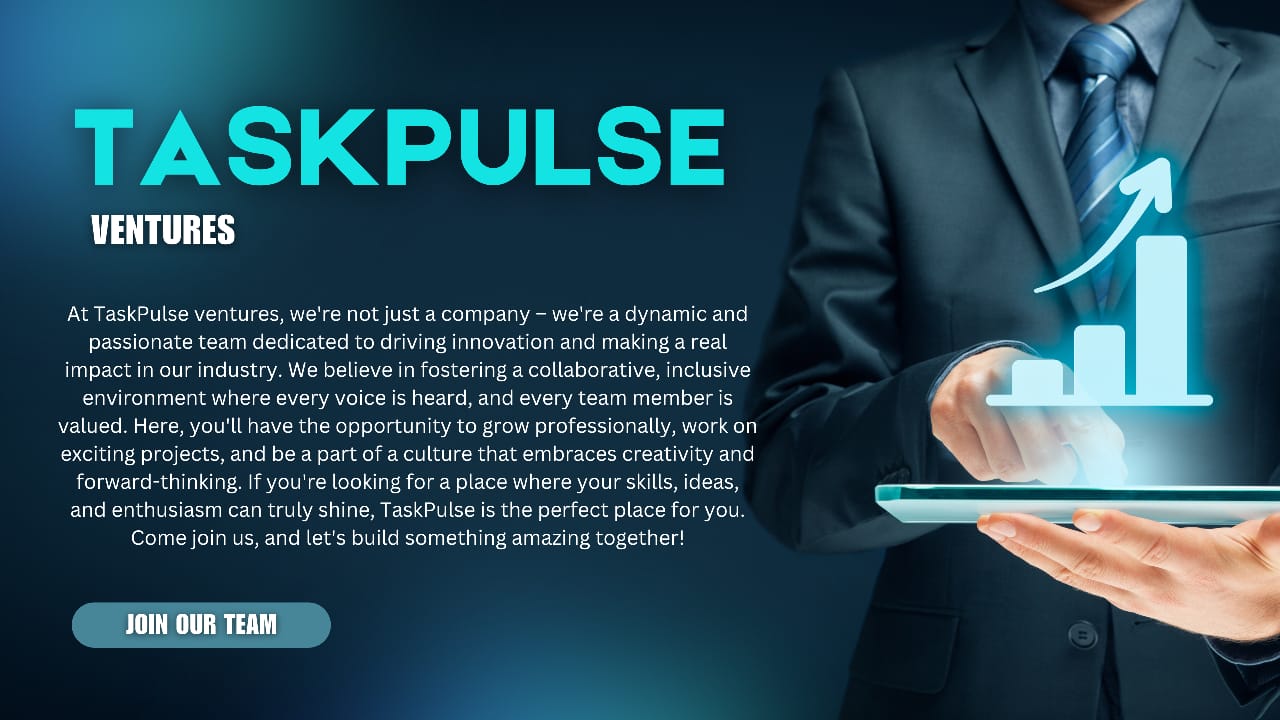 TASKPULSE
VENTURES
At TaskPulse ventures, we're not just a company – we're a dynamic and
passionate team dedicated to driving innovation and making a real
impact in our industry. We believe in fostering a collaborative, inclusive
environment where every voice is heard, and every team member is
valued. Here, you'll have the opportunity to grow professionally, work on
exciting projects, and be a part of a culture that embraces creativity and
forward-thinking. If you're looking for a place where your skills, ideas,
and enthusiasm can truly shine, TaskPulse is the perfect place for you.
Come join us, and let's build something amazing together!
JOIN OUR TEAM